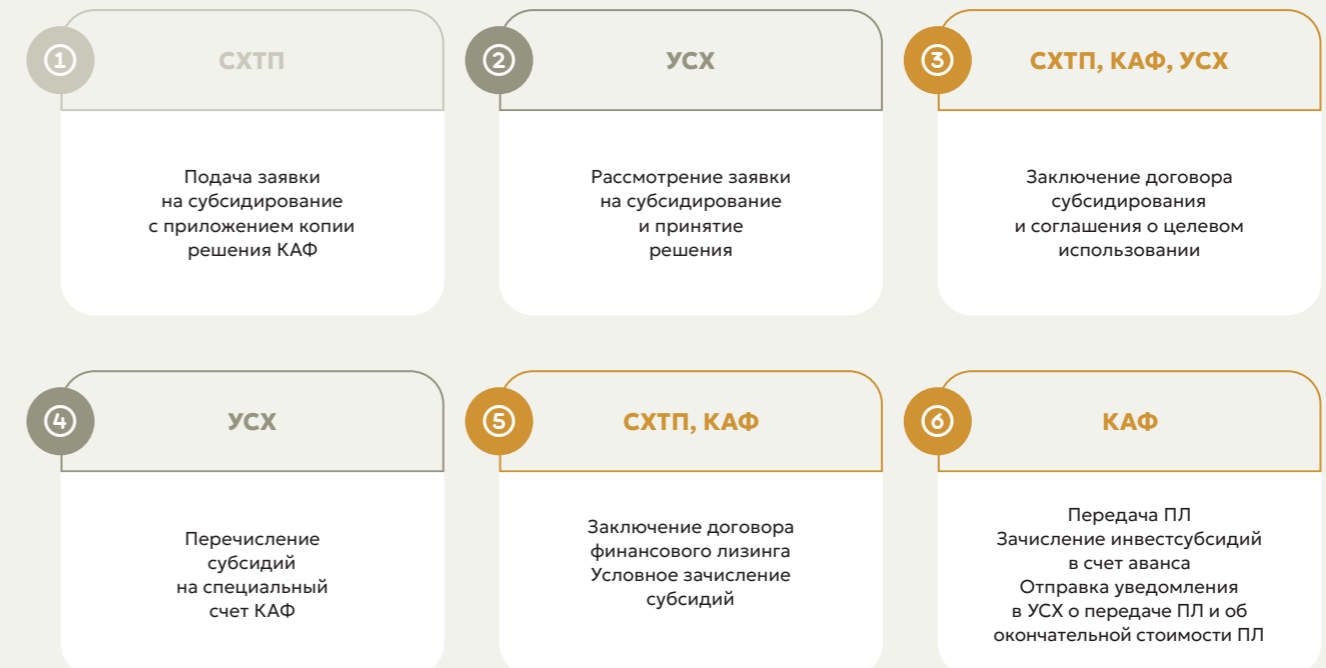 1
СХТП
Подача заявки
на субсидирование
с приложением копии
решения КАФ
2
УСХ
Рассмотрение заявки
на субсидирование
и принятие
решения
3
СХТП, КАФ, УСХ
Заключение договора
субсидирования
и соглашения о целевом
использовании
4
УСХ
Перечисление
субсидий
на специальный
счет КАФ
5
СХТП, КАФ
Заключение договора
финансового лизинга
Условное зачисление
субсидий
6
КАФ
Передача ПЛ
Зачисление инвестсубсидий
в счет аванса
Отправка уведомления
в УСХ о передаче ПЛ и об
окончательной стоимости ПЛ